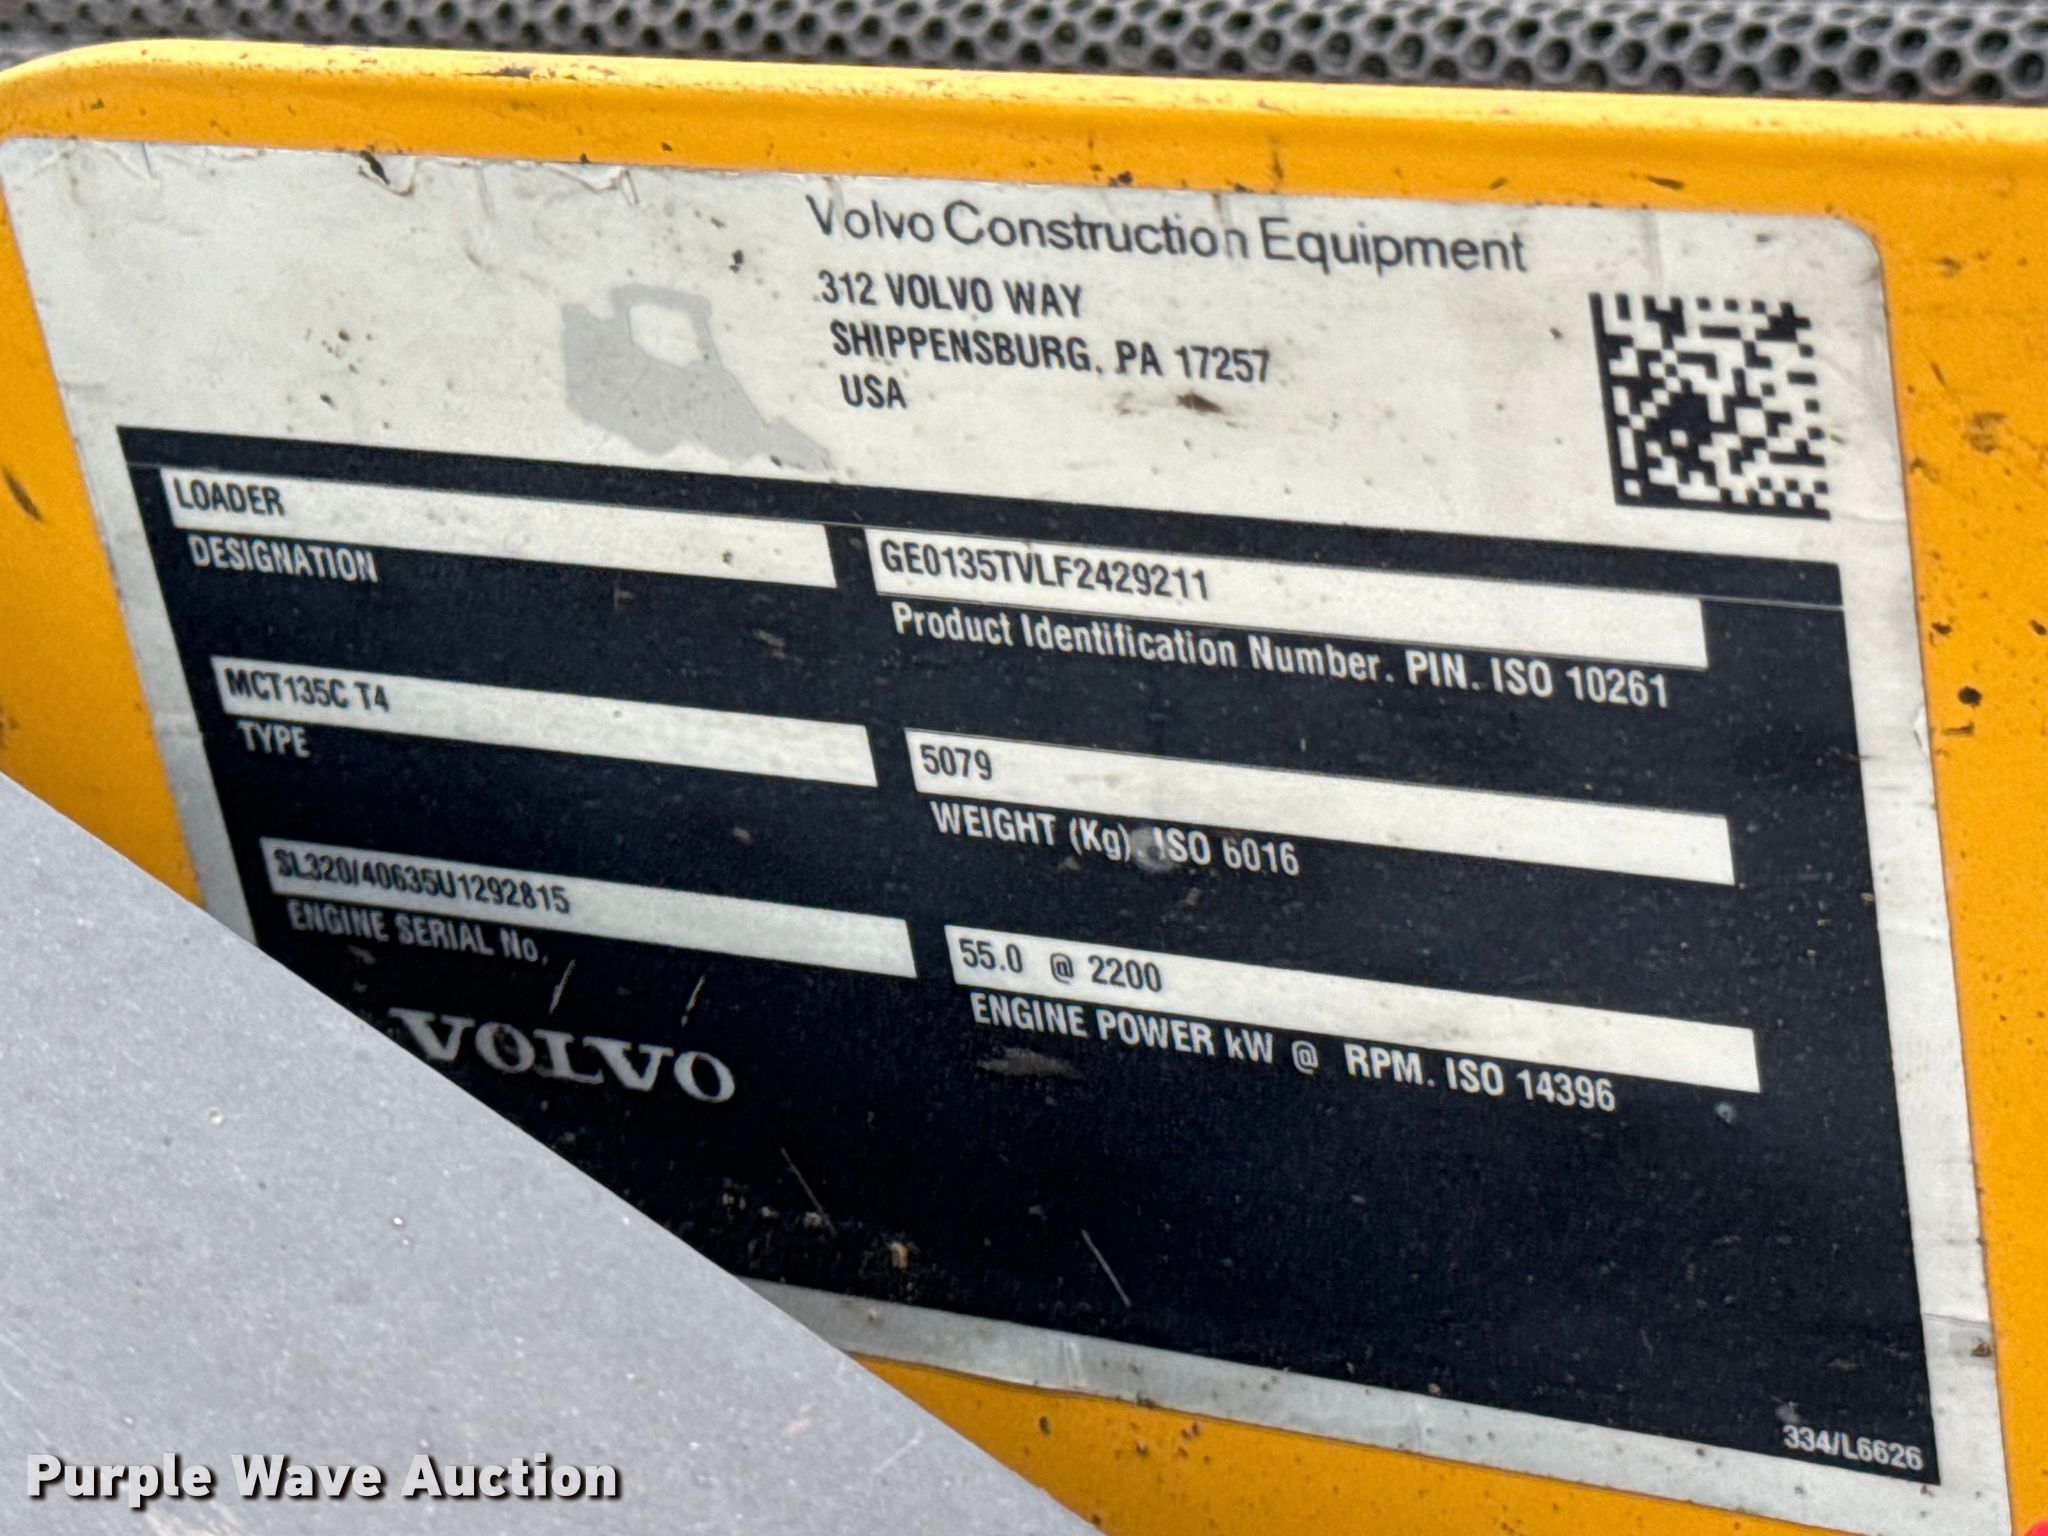 Volvo Construction Equipment
312 VOLVO WAY
SHIPPENSBURG, PA 17257
USA
LOADER
DESIGNATION
GE0135TVLF2429211
Product Identification Number. PIN. ISO 10261
MCT135C T4
TYPE
5079
WEIGHT (Kg). ISO 6016
SL320/40635U1292815
ENGINE SERIAL No.
55.0 @ 2200
ENGINE POWER kW @ RPM. ISO 14396
VOLVO
334/L6626
Purple Wave Auction